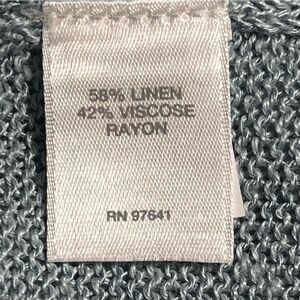 58% LINEN
42% VISCOSE
RAYON
RN 97641